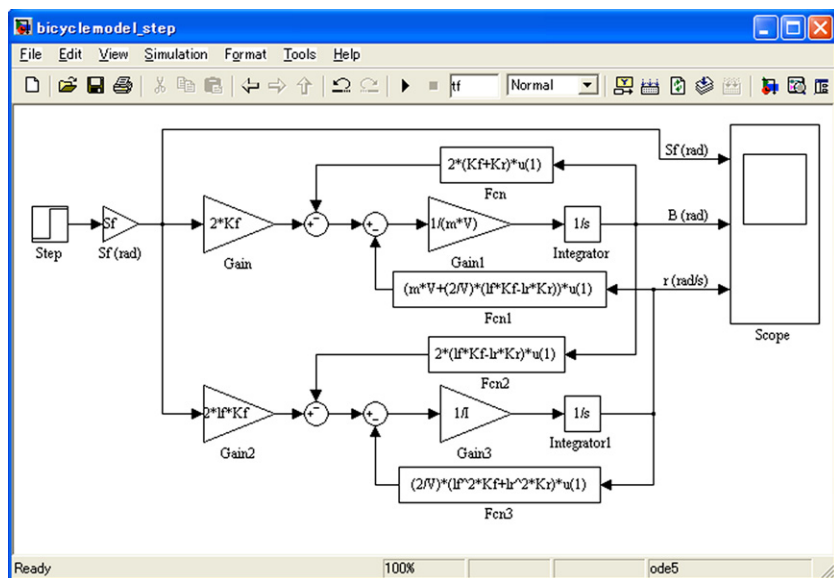 bicyclemodel_step
File Edit View Simulation Format Tools Help
tf Normal
Sf (rad)
2*(Kf+Kr)*u(1)
Fcn
Sf
2*Kf
1/(m*V)
1/s
B (rad)
Step
Sf (rad)
Gain
Gain1
Integrator
(m*V+(2/V)*(lf*Kf-lr*Kr))*u(1)
r (rad/s)
Fcn1
Scope
2*(lf*Kf-lr*Kr)*u(1)
Fcn2
2*lf*Kf
1/I
1/s
Gain2
Gain3
Integrator1
(2/V)*(lf^2*Kf+lr^2*Kr)*u(1)
Fcn3
Ready 100% ode5